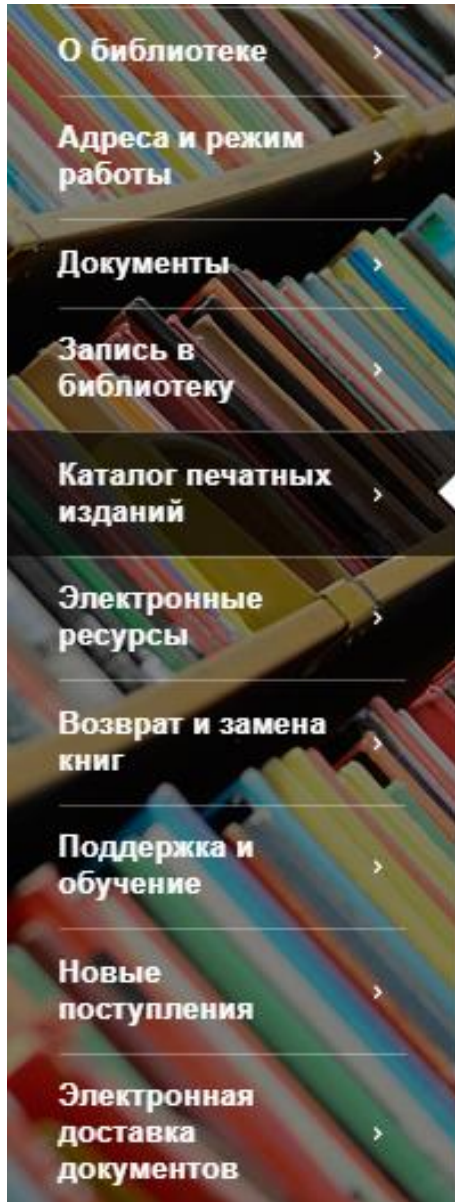 О библиотеке
Адреса и режим
работы
Документы
Запись в
библиотеку
Каталог печатных
изданий
Электронные
ресурсы
Возврат и замена
книг
Поддержка и
обучение
Новые
поступления
Электронная
доставка
документов